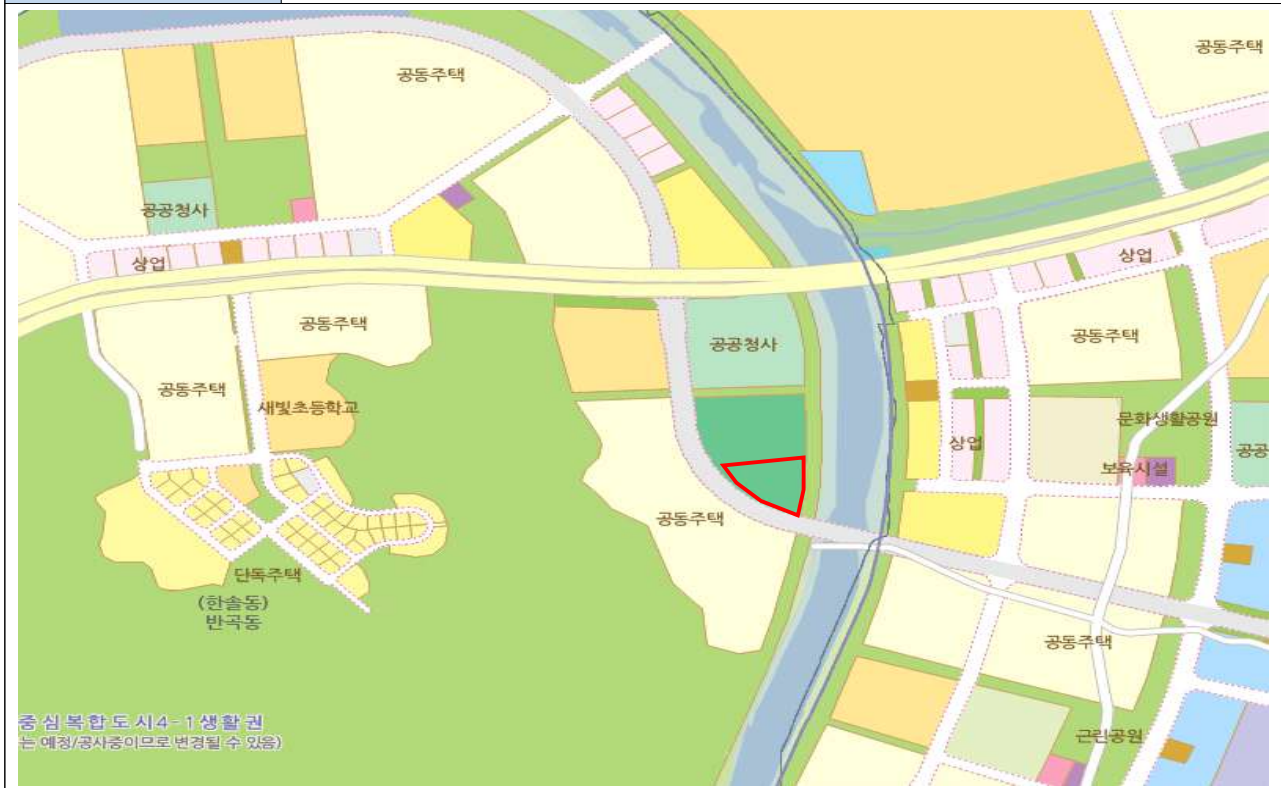 공동주택
공동주택
공공청사
상업
상업
공동주택
공동주택
공공청사
공동주택
새빛초등학교
문화생활공원
상업
공공
보육시설
공동주택
단독주택
(한솔동)
반곡동
공동주택
중심복합도시4-1생활권
는 예정/공사중이므로 변경될 수 있음)
근린공원